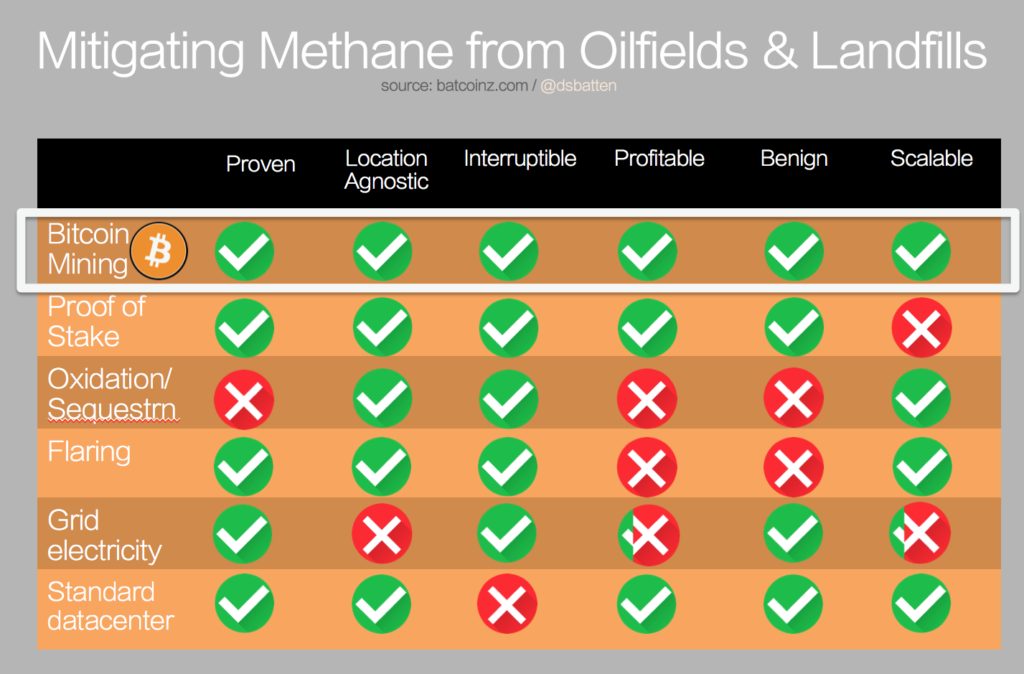 Mitigating Methane from Oilfields & Landfills
source: batcoinz.com / @dsbatten
Proven
Location
Agnostic
Interruptible
Profitable
Benign
Scalable
Bitcoin
Mining
Proof of
Stake
Oxidation/
Sequestrn
Flaring
Grid
electricity
Standard
datacenter